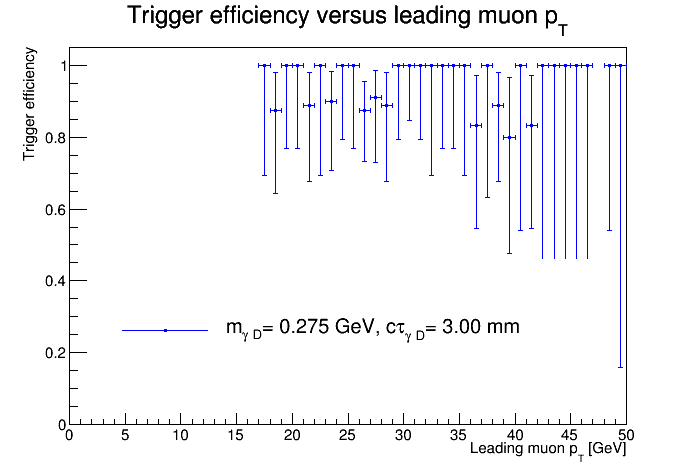 Trigger efficiency versus leading muon p_T
Trigger efficiency
1
0.8
0.6
0.4
0.2
0
m_γ D= 0.275 GeV, cτ_γ D= 3.00 mm
0 5 10 15 20 25 30 35 40 45 50
Leading muon p_T [GeV]